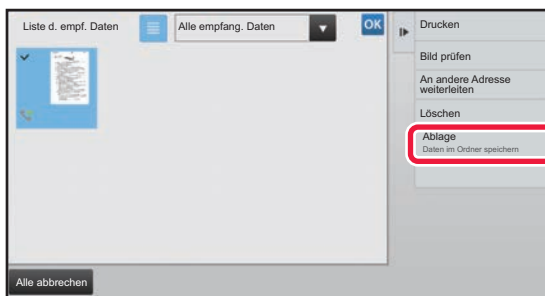 Liste d. empf. Daten
Alle empfang. Daten
OK
Drucken
Bild prüfen
An andere Adresse
weiterleiten
Löschen
Ablage
Daten im Ordner speichern
Alle abbrechen